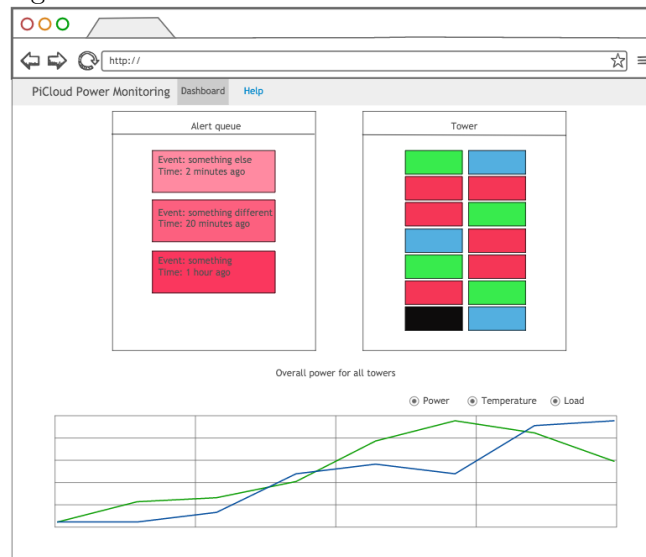 http://
PiCloud Power Monitoring Dashboard Help
Alert queue
Event: something else
Time: 2 minutes ago
Event: something different
Time: 20 minutes ago
Event: something
Time: 1 hour ago
Tower
Overall power for all towers
Power Temperature Load